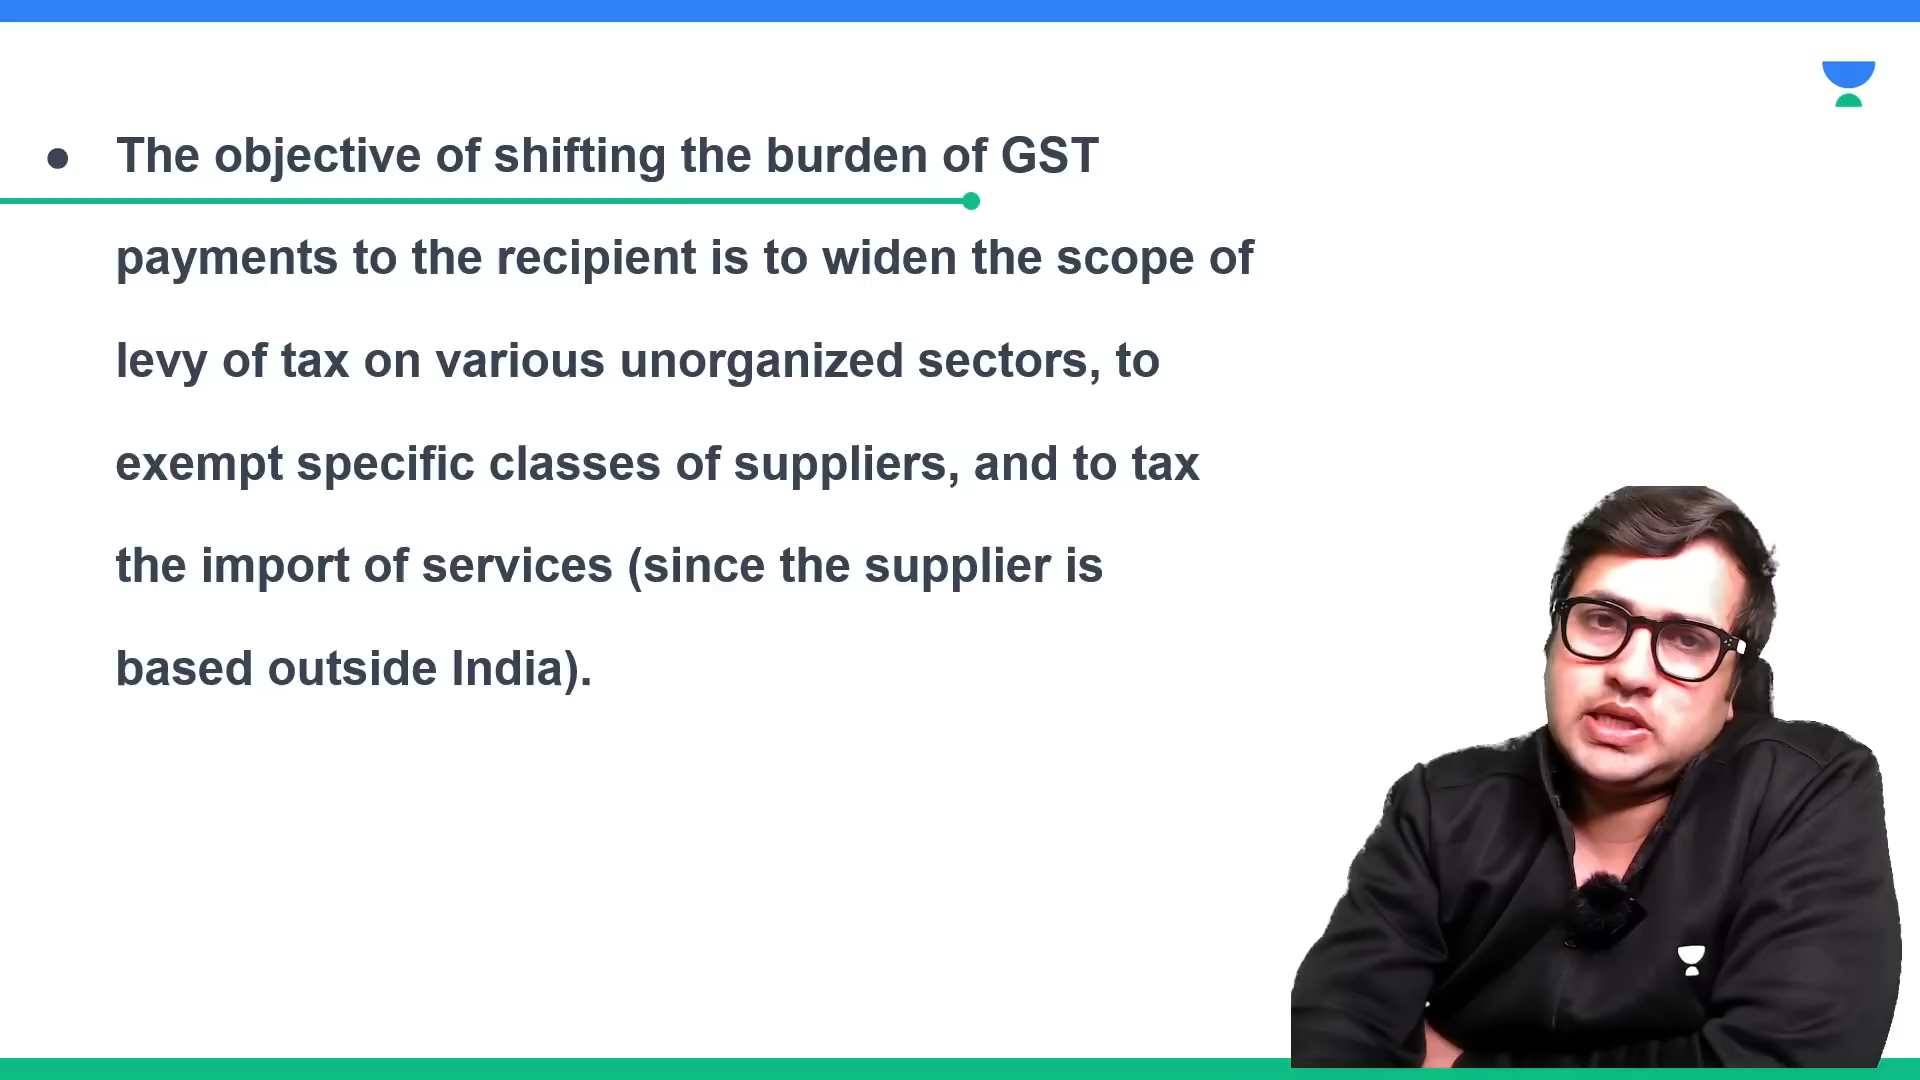 ● The objective of shifting the burden of GST
payments to the recipient is to widen the scope of
levy of tax on various unorganized sectors, to
exempt specific classes of suppliers, and to tax
the import of services (since the supplier is
based outside India).